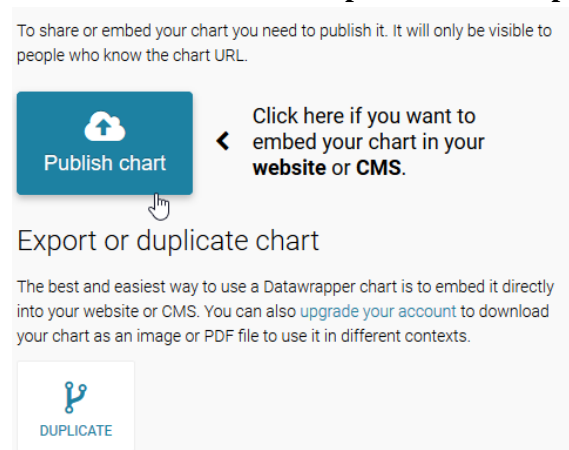 To share or embed your chart you need to publish it. It will only be visible to
people who know the chart URL.
Publish chart
Click here if you want to
embed your chart in your
website or CMS.
Export or duplicate chart
The best and easiest way to use a Datawrapper chart is to embed it directly
into your website or CMS. You can also upgrade your account to download
your chart as an image or PDF file to use it in different contexts.
DUPLICATE